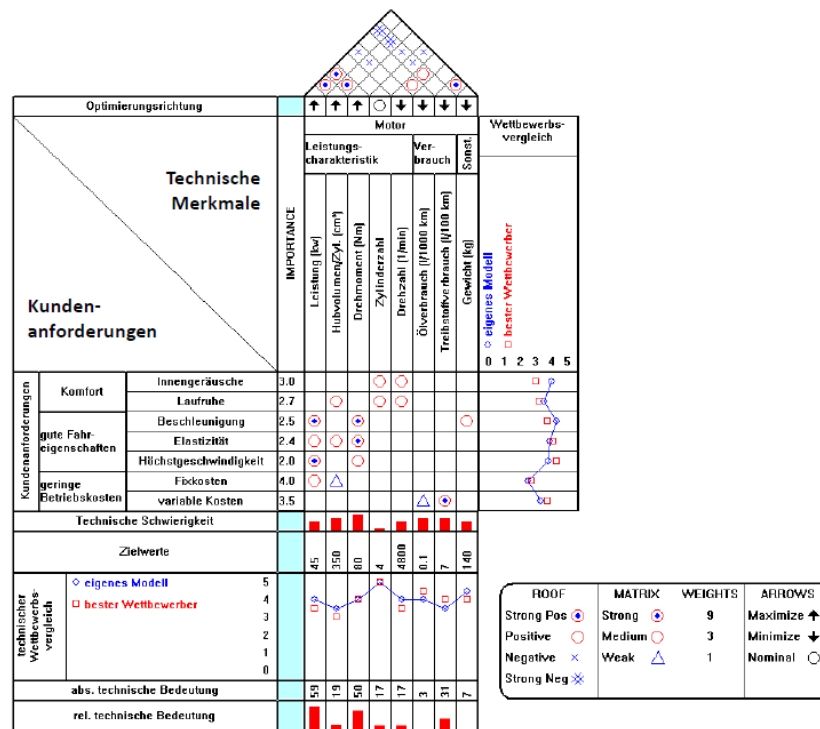 Optimierungsrichtung
Motor
Wettbewerbs-
vergleich
Leistungs-
charakteristik
Ver-
brauch
Sonst.
Technische
Merkmale
Kunden-
anforderungen
IMPORTANCE
Leistung (kw)
Hubvolumen/Zyl. (cm³)
Drehmoment (Nm)
Zylinderzahl
Drehzahl (1/min)
Ölverbrauch (l/1000 km)
Treibstoffverbrauch (l/100 km)
Gewicht (kg)
eigenes Modell
bester Wettbewerber
0 1 2 3 4 5
Kundenanforderungen
Komfort
Innengeräusche 3.0
Laufruhe 2.7
gute Fahr-
eigenschaften
Beschleunigung 2.5
Elastizität 2.4
Höchstgeschwindigkeit 2.0
geringe
Betriebskosten
Fixkosten 4.0
variable Kosten 3.5
Technische Schwierigkeit
Zielwerte 45 350 80 4 4800 0.1 7 140
technischer
Wettbewerbs-
vergleich
eigenes Modell 5
bester Wettbewerber 4
3
2
1
0
abs. technische Bedeutung 59 19 50 17 17 3 31 7
rel. technische Bedeutung
ROOF MATRIX WEIGHTS ARROWS
Strong Pos Strong 9 Maximize
Positive Medium 3 Minimize
Negative Weak 1 Nominal
Strong Neg